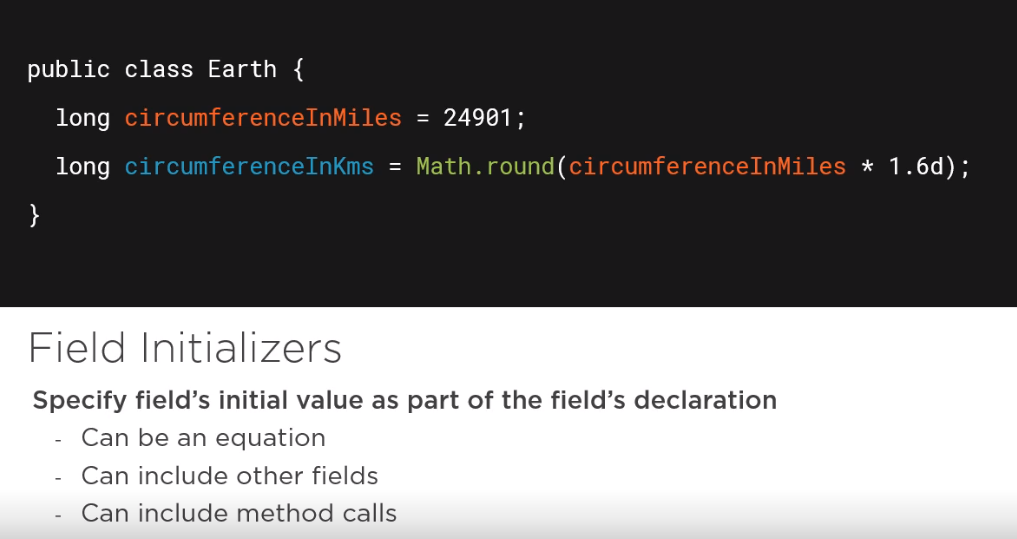 public class Earth {
long circumferenceInMiles = 24901;
long circumferenceInKms = Math.round(circumferenceInMiles * 1.6d);
}
Field Initializers
Specify field’s initial value as part of the field’s declaration
- Can be an equation
- Can include other fields
- Can include method calls